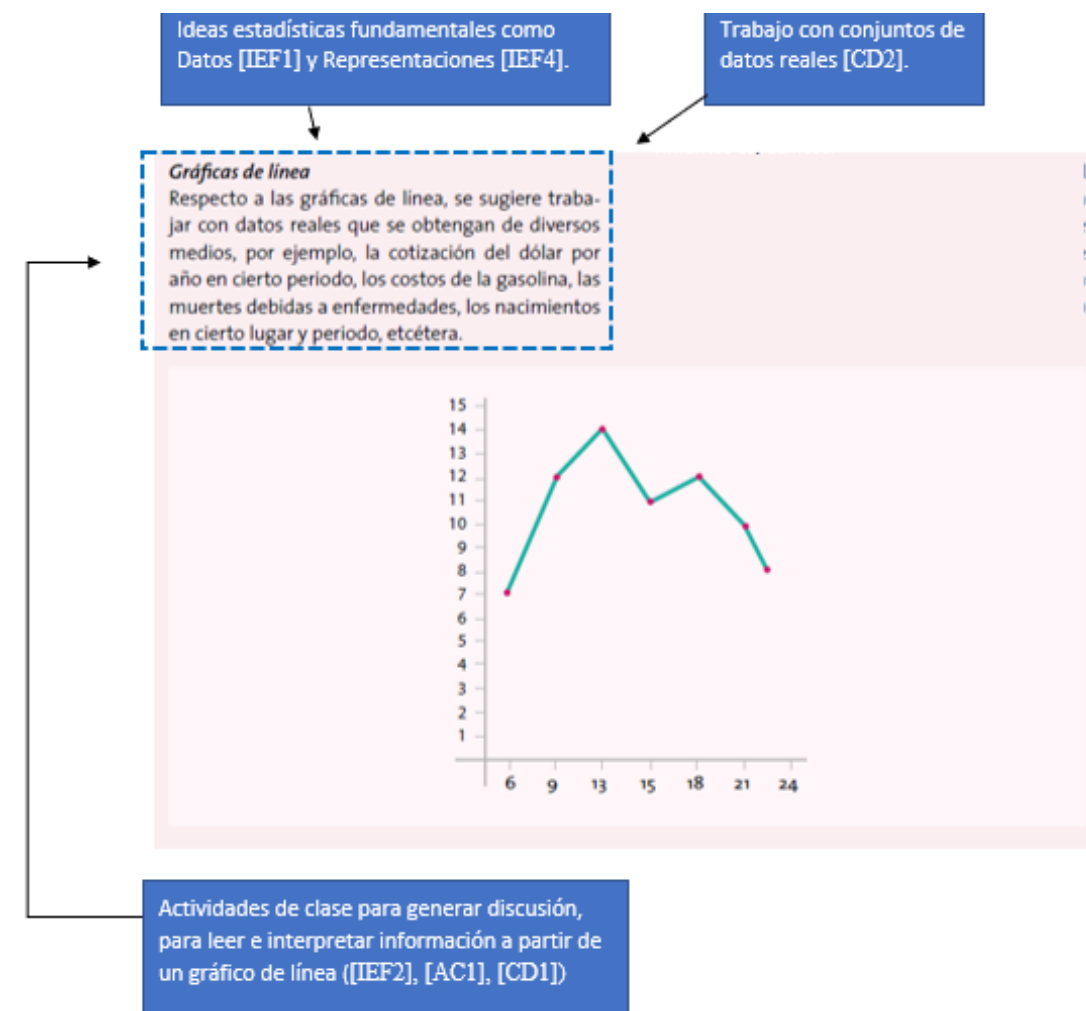 Ideas estadísticas fundamentales como
Datos [IEF1] y Representaciones [IEF4].
Trabajo con conjuntos de
datos reales [CD2].
Gráficas de línea
Respecto a las gráficas de línea, se sugiere traba-
jar con datos reales que se obtengan de diversos
medios, por ejemplo, la cotización del dólar por
año en cierto periodo, los costos de la gasolina, las
muertes debidas a enfermedades, los nacimientos
en cierto lugar y periodo, etcétera.
15
14
13
12
11
10
9
8
7
6
5
4
3
2
1
6 9 13 15 18 21 24
Actividades de clase para generar discusión,
para leer e interpretar información a partir de
un gráfico de línea ([IEF2], [AC1], [CD1])